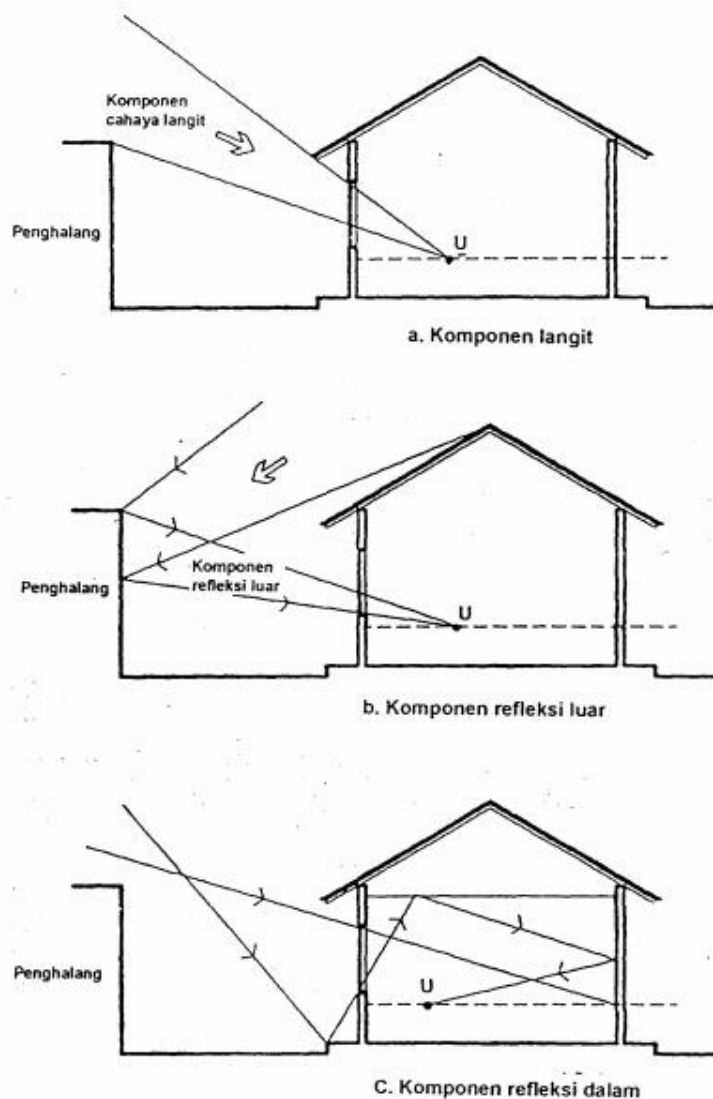 Komponen
cahaya langit
Penghalang
U
a. Komponen langit
Komponen
refleksi luar
Penghalang
U
b. Komponen refleksi luar
Penghalang
U
C. Komponen refleksi dalam